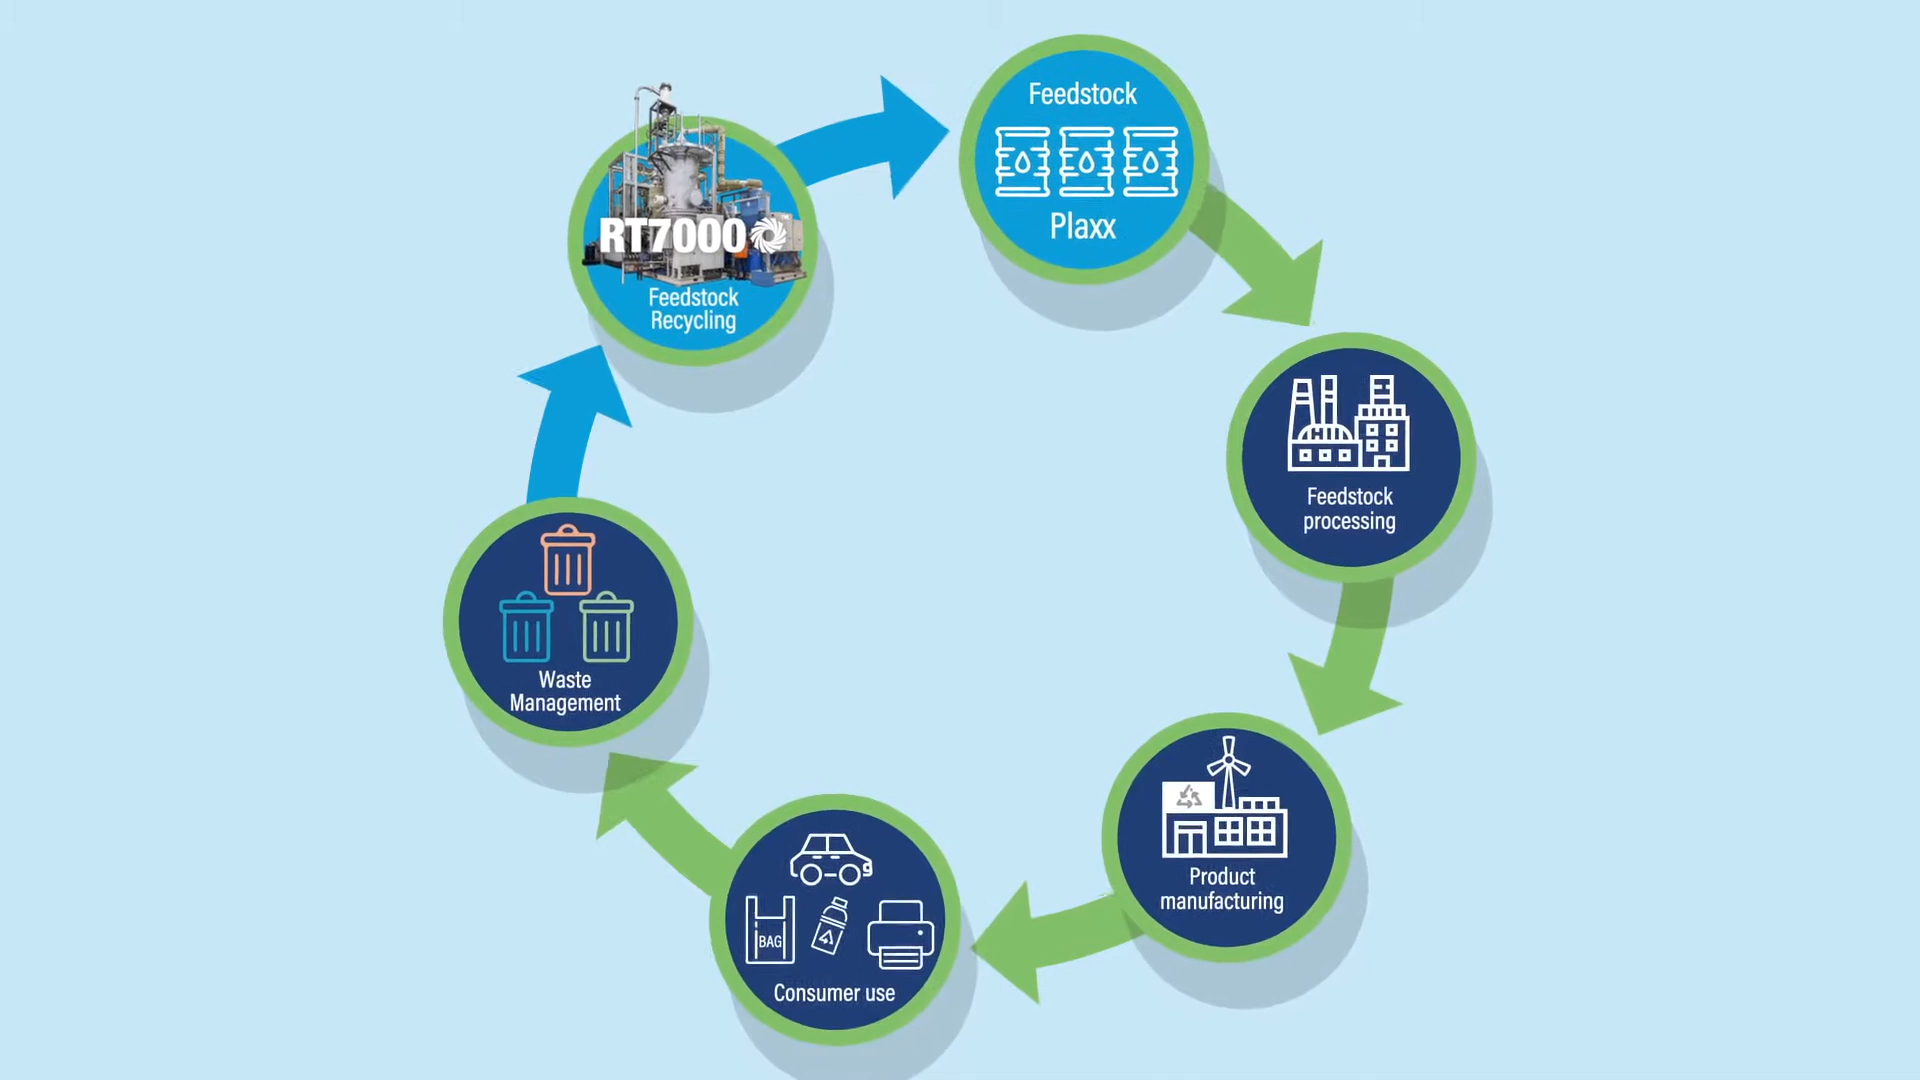 Feedstock
Plaxx
RT7000
Feedstock
Recycling
Feedstock
processing
Waste
Management
Product
manufacturing
BAG
Consumer use